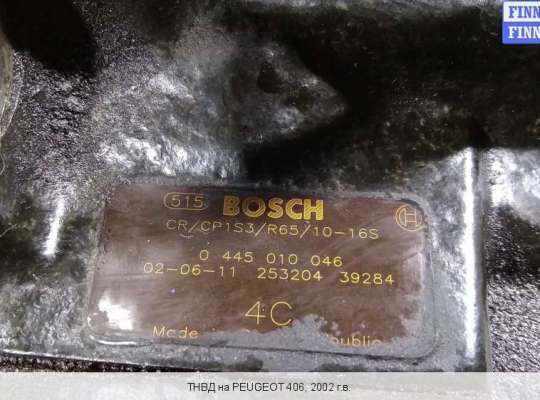 FINN
FINN
515 BOSCH
CR/CP1S3/R65/10-16S
0 445 010 046
02-06-11 253204 39284
4C
Made
ТНВД на PEUGEOT 406, 2002 г.в.